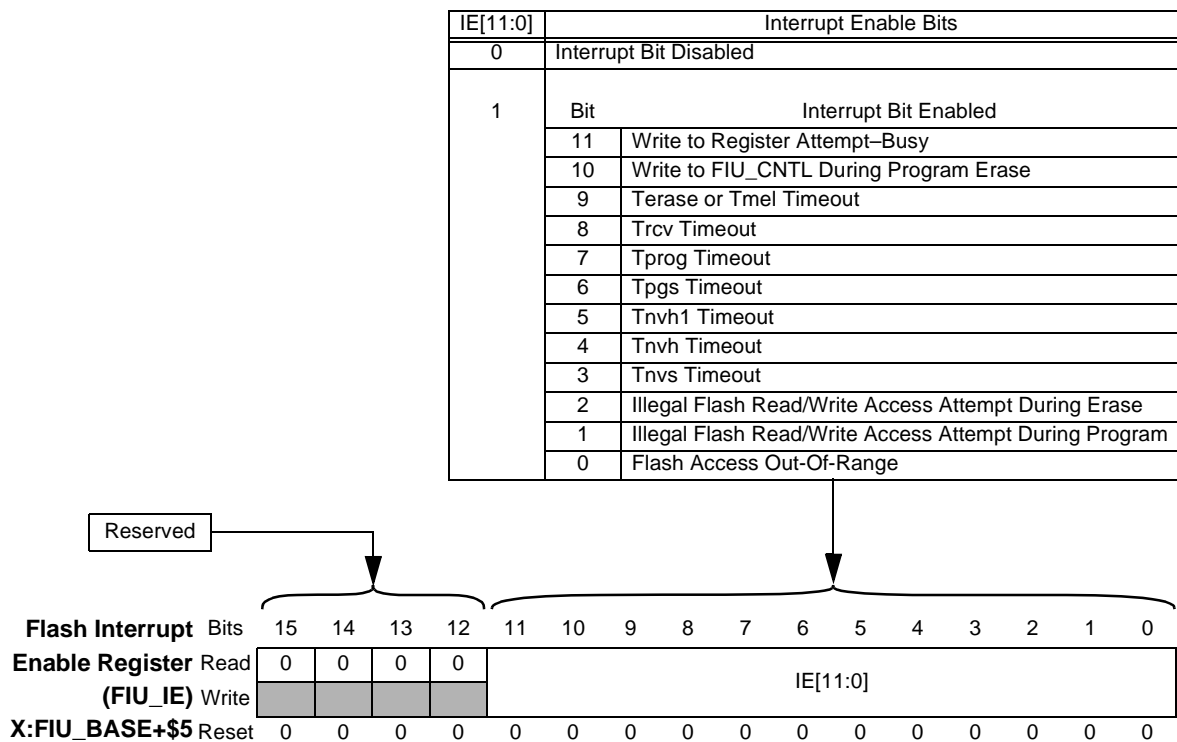 IE[11:0] Interrupt Enable Bits
0 Interrupt Bit Disabled
1 Bit Interrupt Bit Enabled
11 Write to Register Attempt–Busy
10 Write to FIU_CNTL During Program Erase
9 Terase or Tmel Timeout
8 Trcv Timeout
7 Tprog Timeout
6 Tpgs Timeout
5 Tnvh1 Timeout
4 Tnvh Timeout
3 Tnvs Timeout
2 Illegal Flash Read/Write Access Attempt During Erase
1 Illegal Flash Read/Write Access Attempt During Program
0 Flash Access Out-Of-Range
Reserved
Flash Interrupt Bits 15 14 13 12 11 10 9 8 7 6 5 4 3 2 1 0
Enable Register Read 0 0 0 0 IE[11:0]
(FIU_IE) Write
X:FIU_BASE+$5 Reset 0 0 0 0 0 0 0 0 0 0 0 0 0 0 0 0